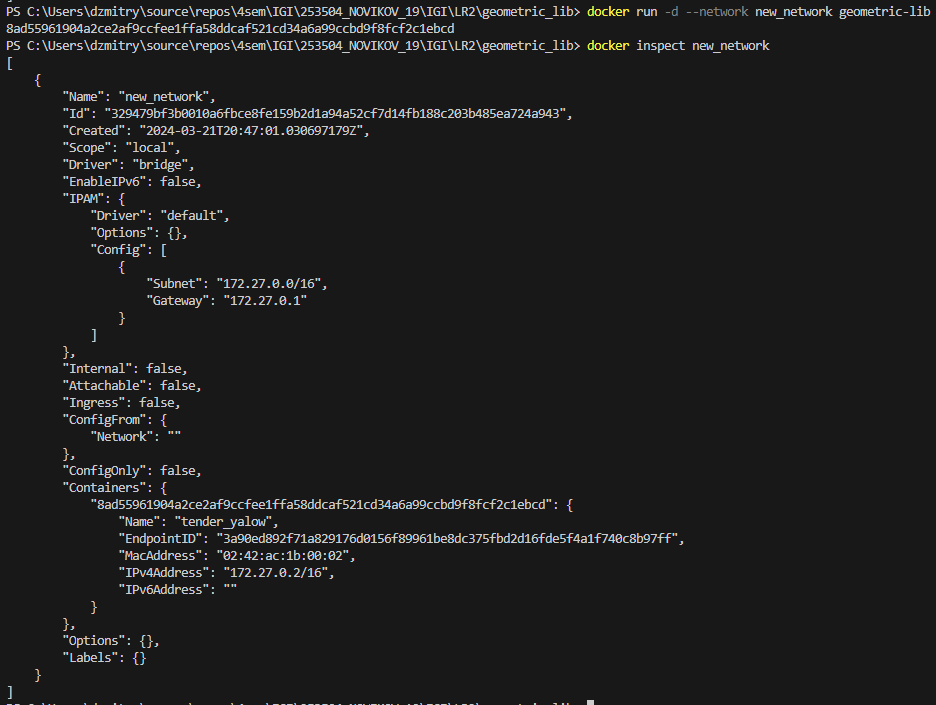 PS C:\Users\dzmitry\source\repos\4sem\IGI\253504_NOVIKOV_19\IGI\LR2\geometric_lib> docker run -d --network new_network geometric-lib
8ad55961904a2ce2af9ccfee1ffa58ddcaf521cd34a6a99ccbd9f8fcf2c1ebcd
PS C:\Users\dzmitry\source\repos\4sem\IGI\253504_NOVIKOV_19\IGI\LR2\geometric_lib> docker inspect new_network
[
    {
        "Name": "new_network",
        "Id": "329479bf3b0010a6fbce8fe159b2d1a94a52cf7d14fb188c203b485ea724a943",
        "Created": "2024-03-21T20:47:01.030697179Z",
        "Scope": "local",
        "Driver": "bridge",
        "EnableIPv6": false,
        "IPAM": {
            "Driver": "default",
            "Options": {},
            "Config": [
                {
                    "Subnet": "172.27.0.0/16",
                    "Gateway": "172.27.0.1"
                }
            ]
        },
        "Internal": false,
        "Attachable": false,
        "Ingress": false,
        "ConfigFrom": {
            "Network": ""
        },
        "ConfigOnly": false,
        "Containers": {
            "8ad55961904a2ce2af9ccfee1ffa58ddcaf521cd34a6a99ccbd9f8fcf2c1ebcd": {
                "Name": "tender_yalow",
                "EndpointID": "3a90ed892f71a829176d0156f89961be8dc375fbd2d16fde5f4a1f740c8b97ff",
                "MacAddress": "02:42:ac:1b:00:02",
                "IPv4Address": "172.27.0.2/16",
                "IPv6Address": ""
            }
        },
        "Options": {},
        "Labels": {}
    }
]